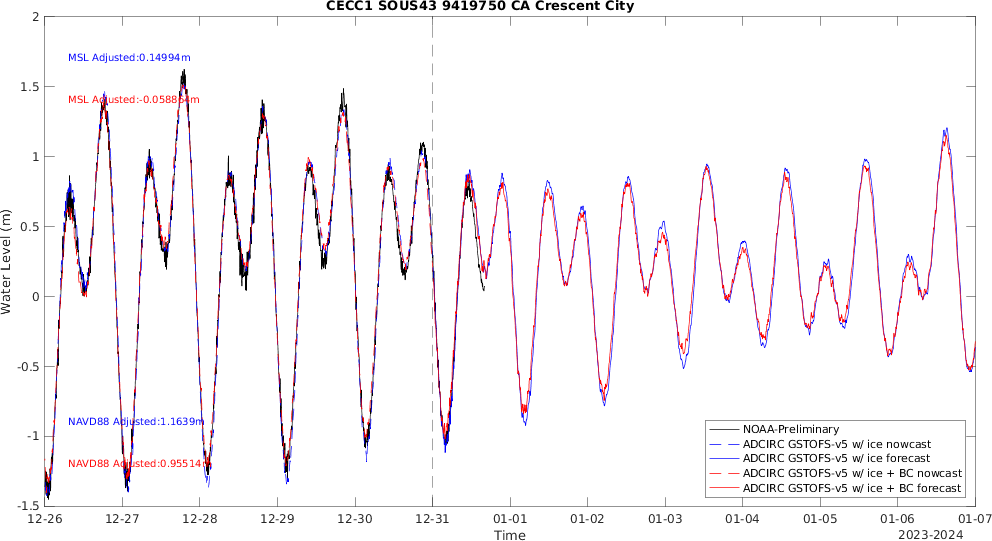 CECC1 SOUS43 9419750 CA Crescent City
2
MSL Adjusted:0.14994m
1.5
MSL Adjusted:-0.058864m
1
0.5
Water Level (m)
0
-0.5
NAVD88 Adjusted:1.1639m
-1
NAVD88 Adjusted:0.95514
-1.5
NOAA-Preliminary
ADCIRC GSTOFS-v5 w/ ice nowcast
ADCIRC GSTOFS-v5 w/ ice forecast
ADCIRC GSTOFS-v5 w/ ice + BC nowcast
ADCIRC GSTOFS-v5 w/ ice + BC forecast
12-26 12-27 12-28 12-29 12-30 12-31 01-01 01-02 01-03 01-04 01-05 01-06 01-07
Time
2023-2024